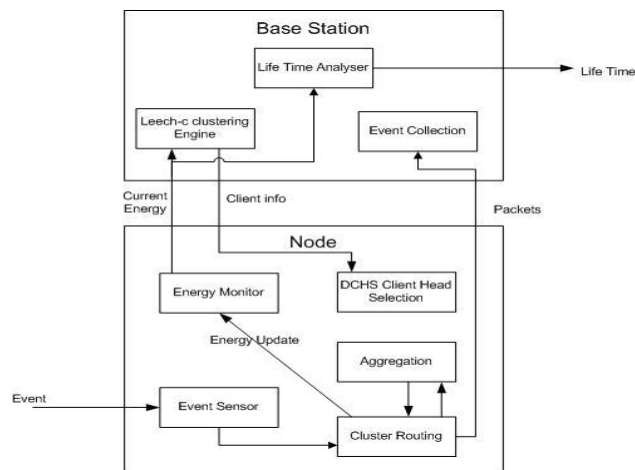 Base Station
Life Time Analyser
Life Time
Leech-c clustering
Engine
Event Collection
Current
Energy
Client info
Packets
Node
Energy Monitor
DCHS Client Head
Selection
Energy Update
Aggregation
Event
Event Sensor
Cluster Routing